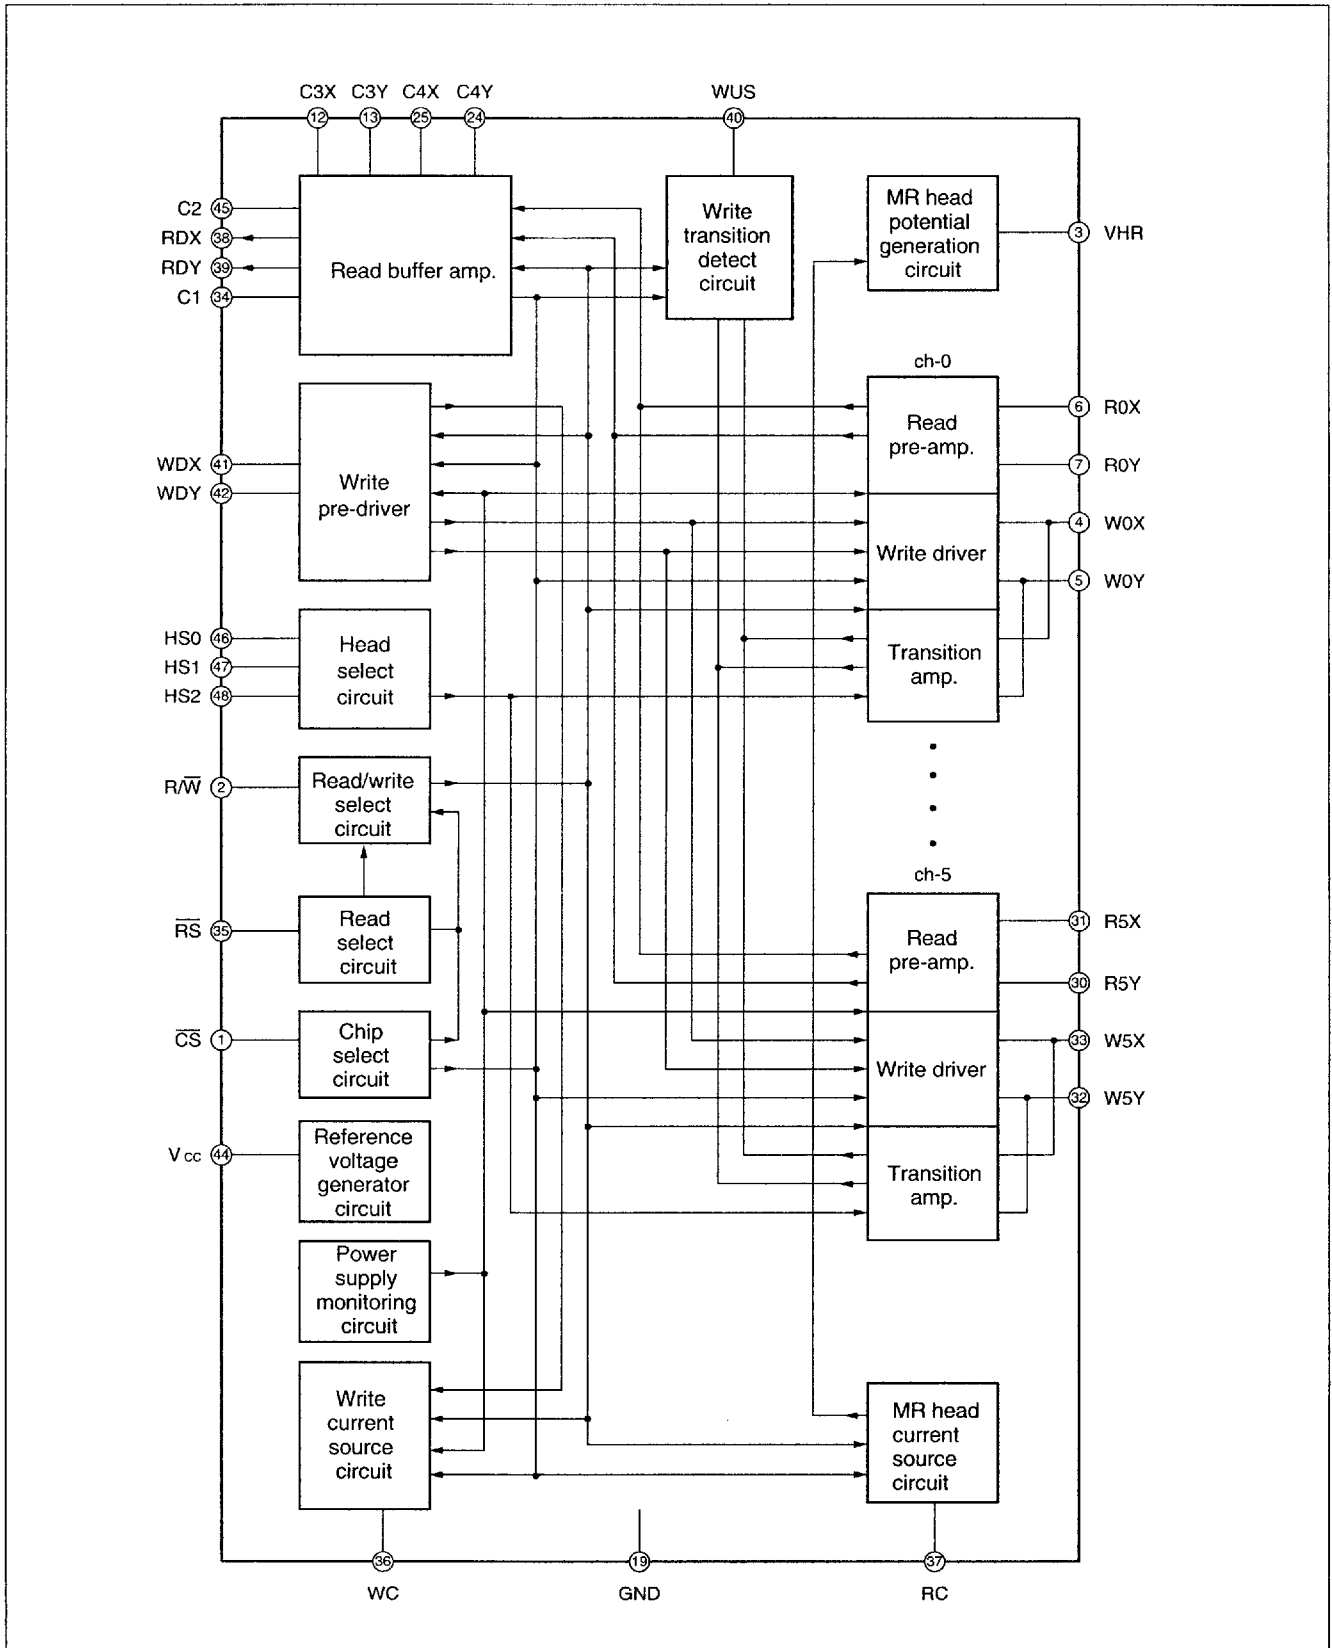 C3X C3Y C4X C4Y WUS
12 13 25 24 40
C2 45
RDX 38
RDY 39
C1 34
Read buffer amp.
Write
transition
detect
circuit
MR head
potential
generation
circuit
3 VHR
ch-0
Read
pre-amp.
6 R0X
7 R0Y
WDX 41
WDY 42
Write
pre-driver
Write driver
4 W0X
5 W0Y
HS0 46
HS1 47
HS2 48
Head
select
circuit
Transition
amp.
R/W̅ 2
Read/write
select
circuit
ch-5
R̅S̅ 35
Read
select
circuit
Read
pre-amp.
31 R5X
30 R5Y
C̅S̅ 1
Chip
select
circuit
Write driver
33 W5X
32 W5Y
Vcc 44
Reference
voltage
generator
circuit
Transition
amp.
Power
supply
monitoring
circuit
Write
current
source
circuit
MR head
current
source
circuit
36 19 37
WC GND RC